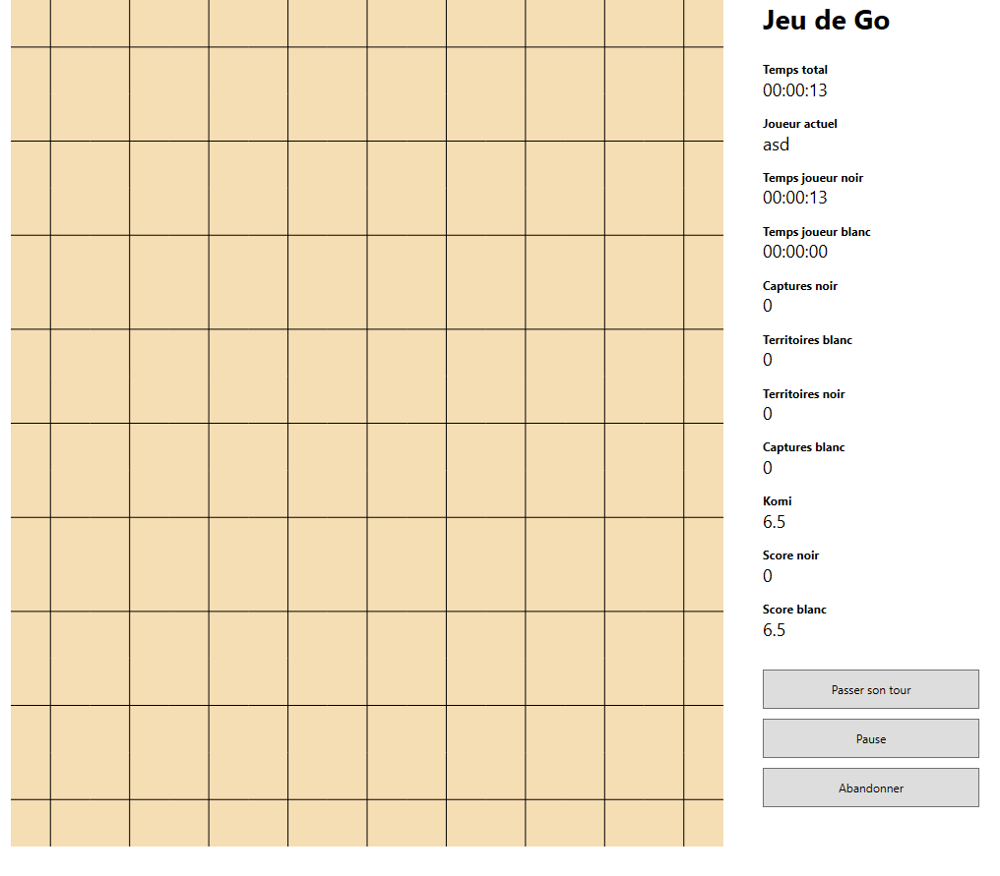 Jeu de Go
Temps total
00:00:13
Joueur actuel
asd
Temps joueur noir
00:00:13
Temps joueur blanc
00:00:00
Captures noir
0
Territoires blanc
0
Territoires noir
0
Captures blanc
0
Komi
6.5
Score noir
0
Score blanc
6.5
Passer son tour
Pause
Abandonner